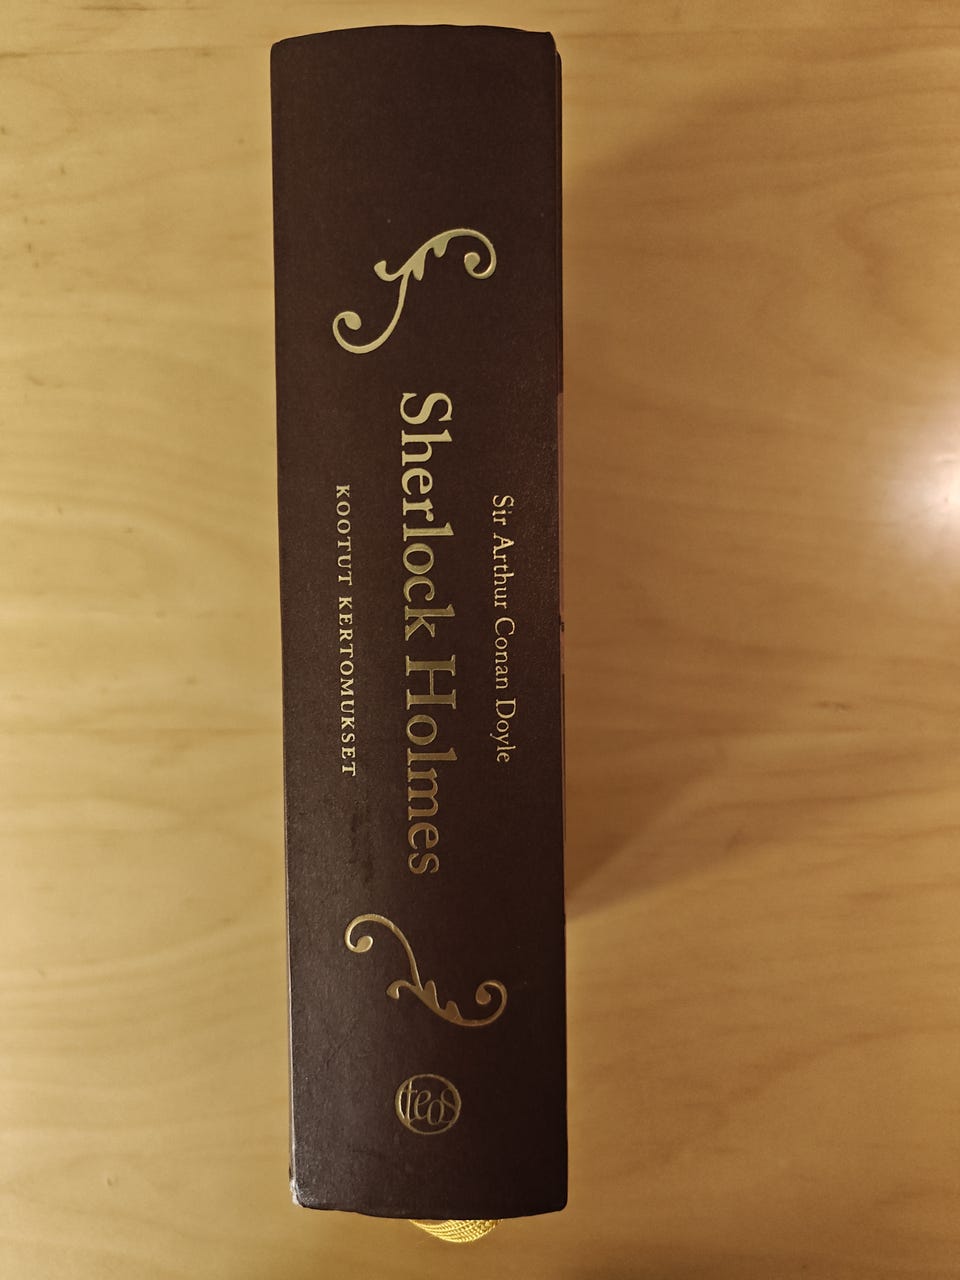 Sir Arthur Conan Doyle
Sherlock Holmes
KOOTUT KERTOMUKSET
teos